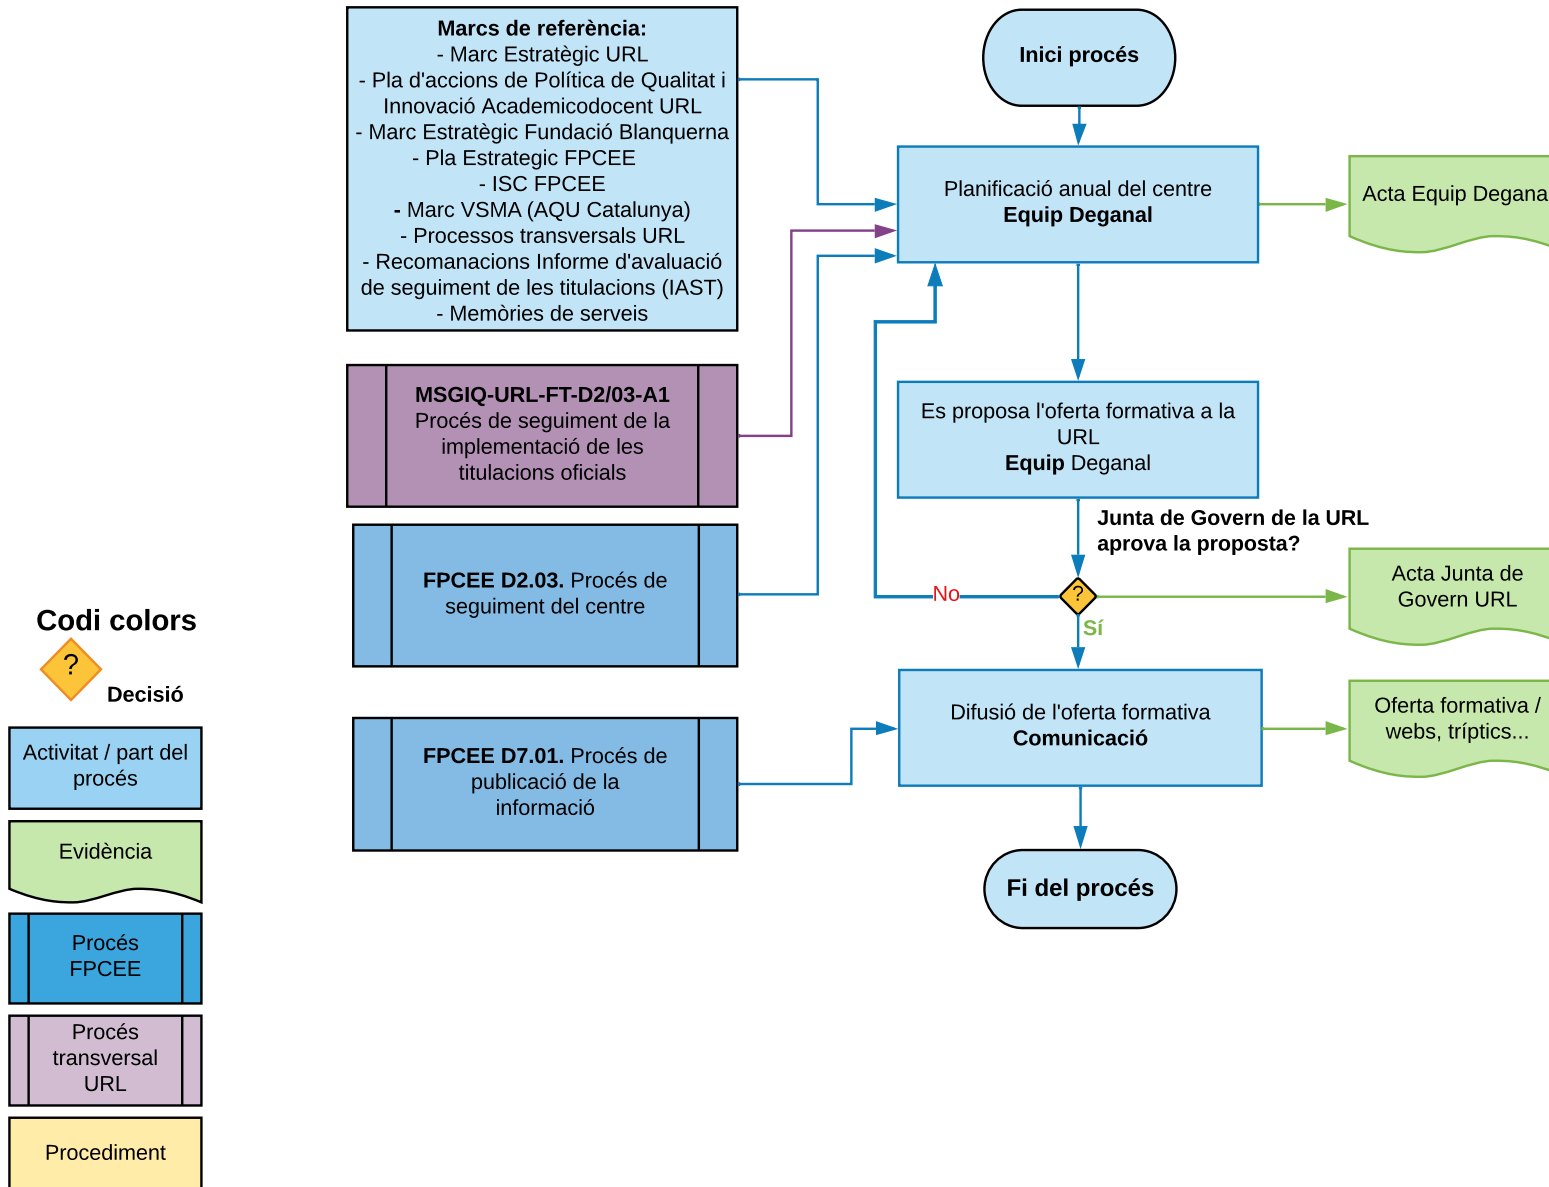 Marcs de referència:
- Marc Estratègic URL
- Pla d'accions de Política de Qualitat i
Innovació Academicodocent URL
- Marc Estratègic Fundació Blanquerna
- Pla Estrategic FPCEE
- ISC FPCEE
- Marc VSMA (AQU Catalunya)
- Processos transversals URL
- Recomanacions Informe d'avaluació
de seguiment de les titulacions (IAST)
- Memòries de serveis
Inici procés
Planificació anual del centre
Equip Deganal
Acta Equip Degana
MSGIQ-URL-FT-D2/03-A1
Procés de seguiment de la
implementació de les
titulacions oficials
Es proposa l'oferta formativa a la
URL
Equip Deganal
Junta de Govern de la URL
aprova la proposta?
FPCEE D2.03. Procés de
seguiment del centre
No
?
Sí
Acta Junta de
Govern URL
FPCEE D7.01. Procés de
publicació de la
informació
Difusió de l'oferta formativa
Comunicació
Oferta formativa /
webs, tríptics...
Fi del procés
Codi colors
?
Decisió
Activitat / part del
procés
Evidència
Procés
FPCEE
Procés
transversal
URL
Procediment